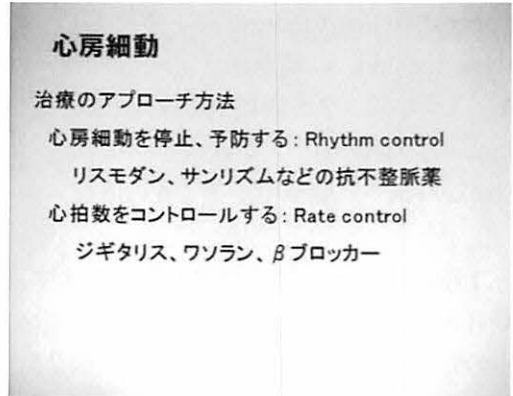 心房細動
治療のアプローチ方法
心房細動を停止、予防する：Rhythm control
リスモダン、サンリズムなどの抗不整脈薬
心拍数をコントロールする：Rate control
ジギタリス、ワソラン、βブロッカー